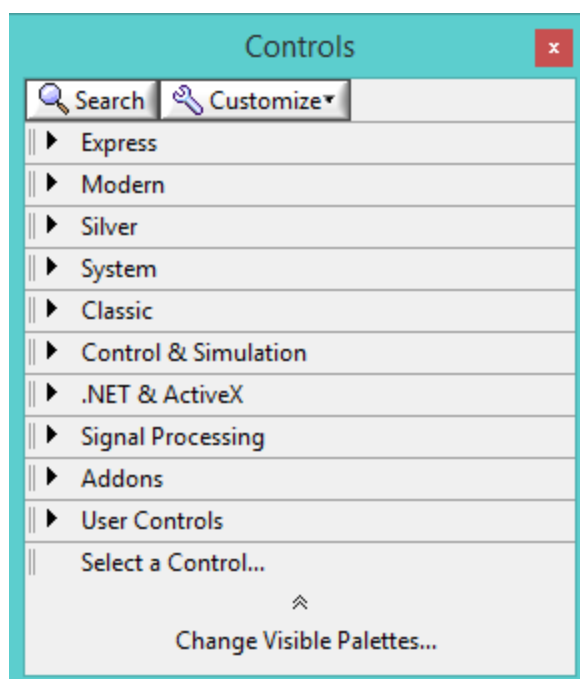 Controls
x
Search Customize
Express
Modern
Silver
System
Classic
Control & Simulation
.NET & ActiveX
Signal Processing
Addons
User Controls
Select a Control...
Change Visible Palettes...